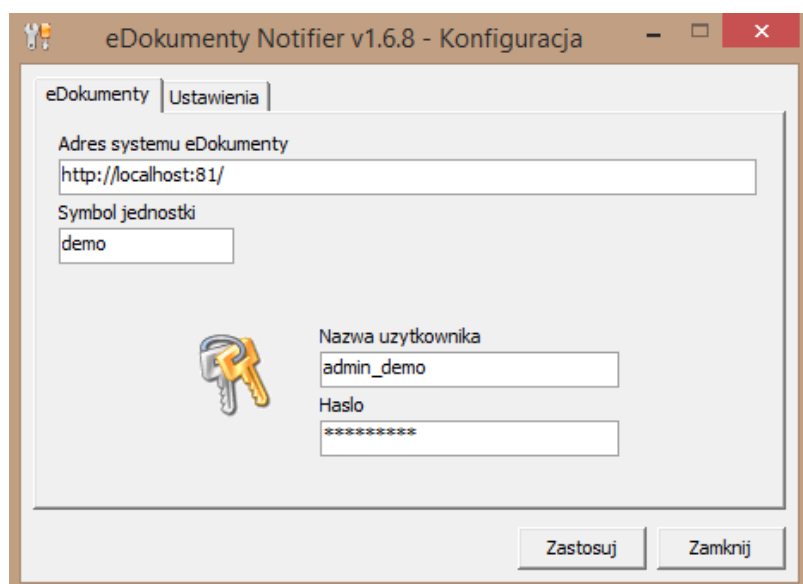 eDokumenty Notifier v1.6.8 - Konfiguracja
eDokumenty Ustawienia
Adres systemu eDokumenty
http://localhost:81/
Symbol jednostki
demo
Nazwa uzytkownika
admin_demo
Haslo
*********
Zastosuj Zamknij